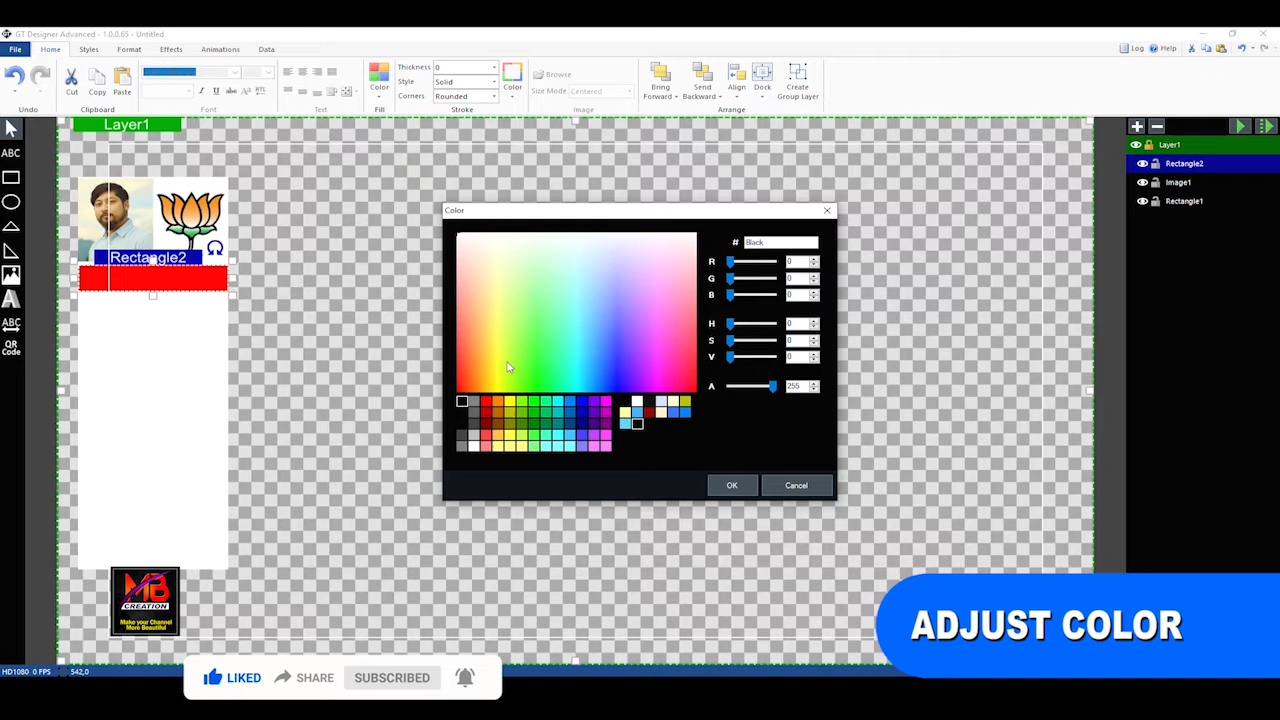 GT Designer Advanced - 1.0.0.65 - Untitled
File Home Styles Format Effects Animations Data
Log Help
Undo
Cut Copy Paste
Clipboard
Font
Text
Color
Fill
Thickness 0
Style Solid
Corners Rounded
Stroke
Color
Browse
Size Mode Centered
Image
Bring Forward
Send Backward
Align
Dock
Create Group Layer
Arrange
Layer1
ABC
ABC
QR
Code
Rectangle2
Color
# Black
R 0
G 0
B 0
H 0
S 0
V 0
A 255
OK Cancel
Layer1
Rectangle2
Image1
Rectangle1
MB
CREATION
Make your Channel
More Beautiful
ADJUST COLOR
HD1080 0 FPS 542,0
LIKED SHARE SUBSCRIBED